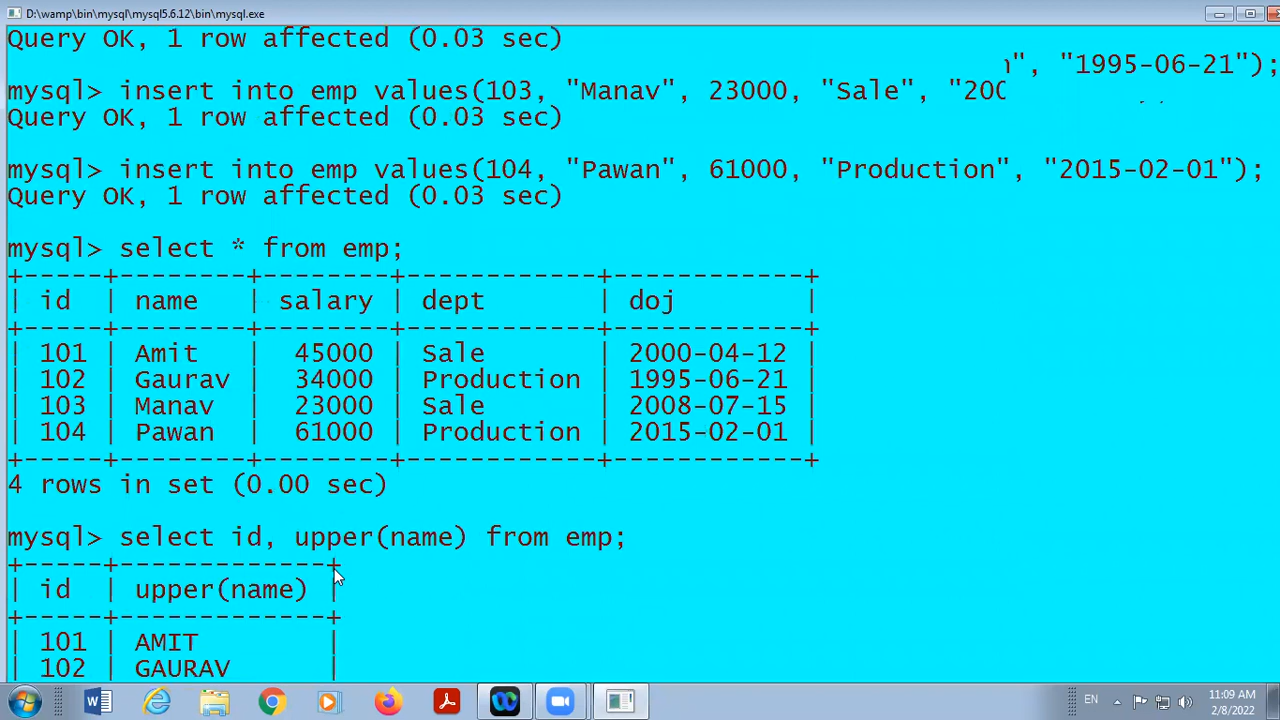 D:\wamp\bin\mysql\mysql5.6.12\bin\mysql.exe
Query OK, 1 row affected (0.03 sec)
", "1995-06-21");
mysql> insert into emp values(103, "Manav", 23000, "Sale", "200
Query OK, 1 row affected (0.03 sec)
mysql> insert into emp values(104, "Pawan", 61000, "Production", "2015-02-01");
Query OK, 1 row affected (0.03 sec)
mysql> select * from emp;
+-----+--------+--------+------------+------------+
| id | name | salary | dept | doj |
+-----+--------+--------+------------+------------+
| 101 | Amit | 45000 | Sale | 2000-04-12 |
| 102 | Gaurav | 34000 | Production | 1995-06-21 |
| 103 | Manav | 23000 | Sale | 2008-07-15 |
| 104 | Pawan | 61000 | Production | 2015-02-01 |
+-----+--------+--------+------------+------------+
4 rows in set (0.00 sec)
mysql> select id, upper(name) from emp;
+-----+-------------+
| id | upper(name) |
+-----+-------------+
| 101 | AMIT |
| 102 | GAURAV |
EN
11:09 AM
2/8/2022